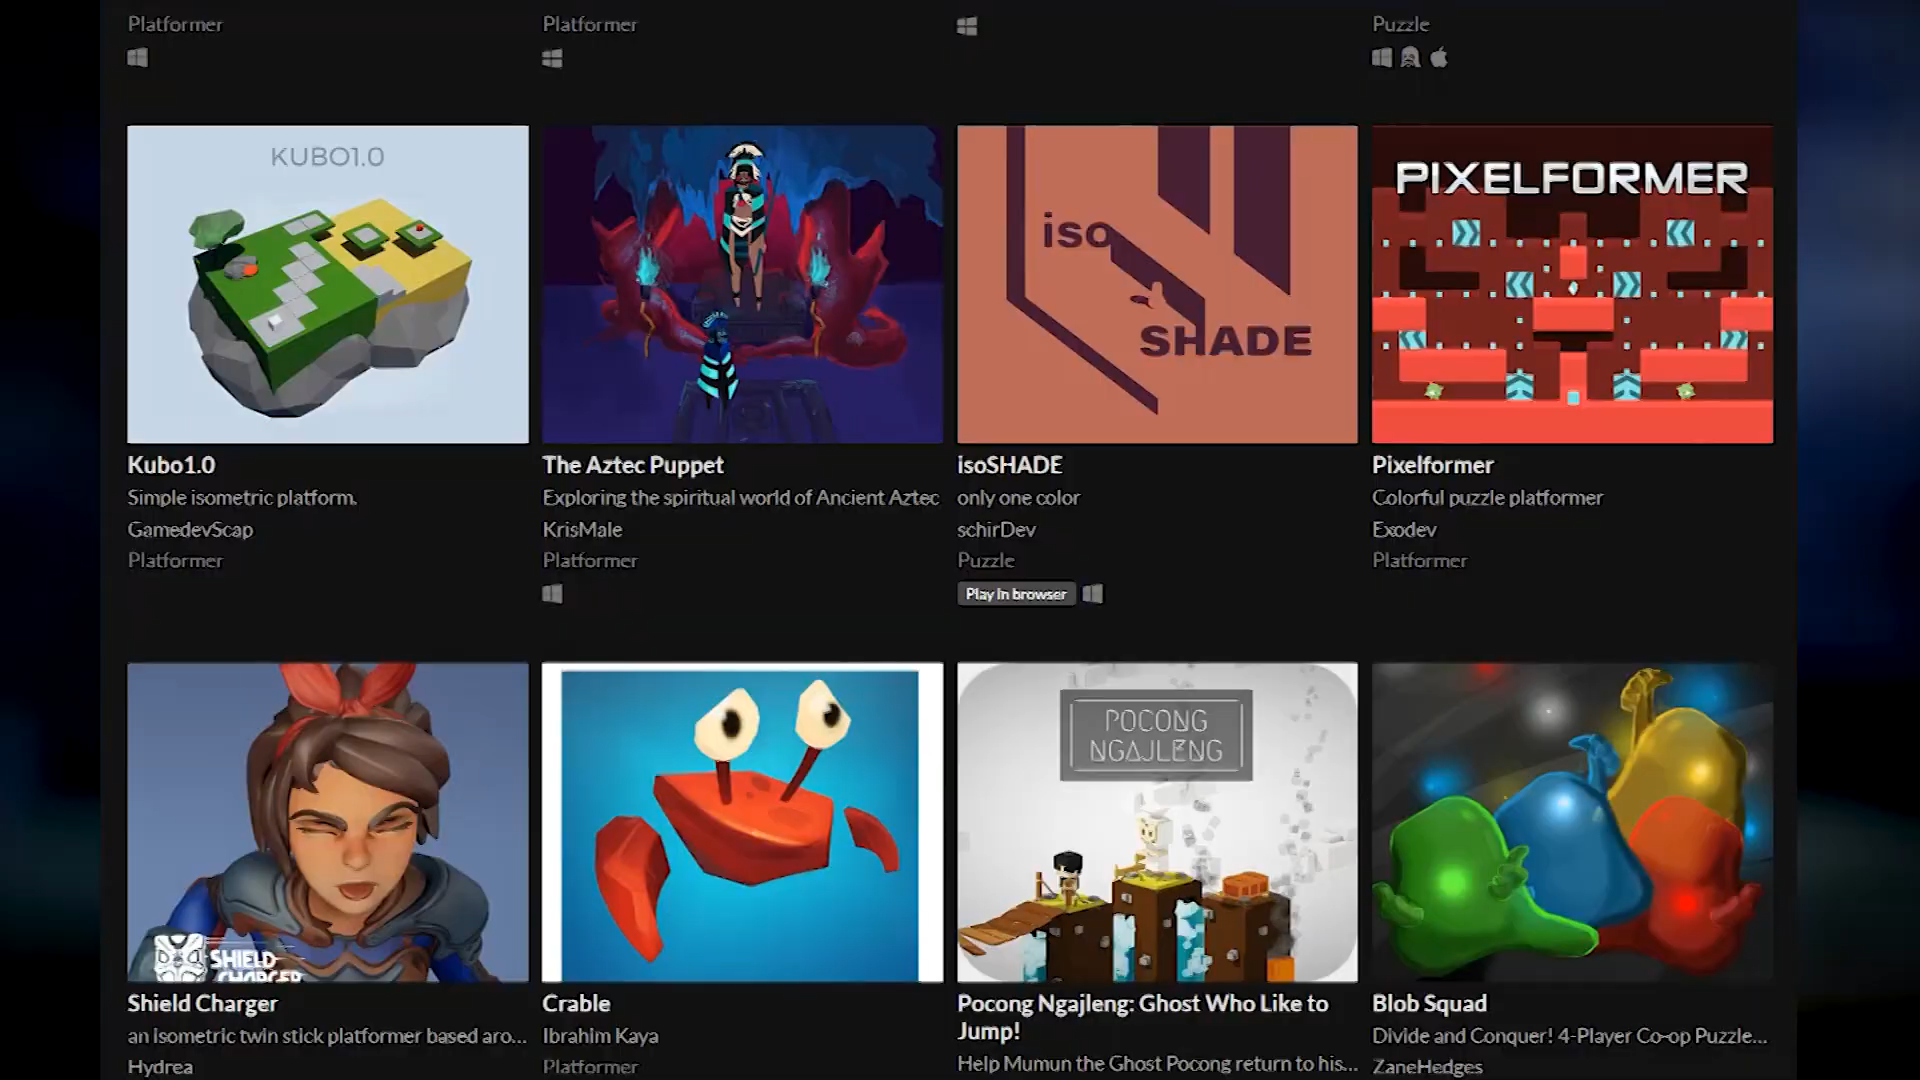 Platformer
Platformer
Puzzle
KUBO1.0
iso
SHADE
PIXELFORMER
Kubo1.0
Simple isometric platform.
GamedevScap
Platformer
The Aztec Puppet
Exploring the spiritual world of Ancient Aztec
KrisMale
Platformer
isoSHADE
only one color
schirDev
Puzzle
Play in browser
Pixelformer
Colorful puzzle platformer
Exodev
Platformer
SHIELD
CHARGER
POCONG
NGAJLENG
Shield Charger
an isometric twin stick platformer based aro...
Hydrea
Crable
Ibrahim Kaya
Platformer
Pocong Ngajleng: Ghost Who Like to
Jump!
Help Mumun the Ghost Pocong return to his...
Blob Squad
Divide and Conquer! 4-Player Co-op Puzzle...
ZaneHedges